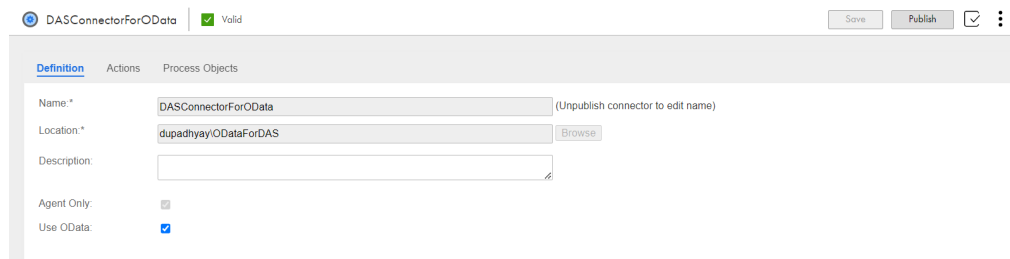 DASConnectorForOData Valid Save Publish
Definition Actions Process Objects
Name:* DASConnectorForOData (Unpublish connector to edit name)
Location:* dupadhyay\ODataForDAS Browse
Description:
Agent Only:
Use OData: